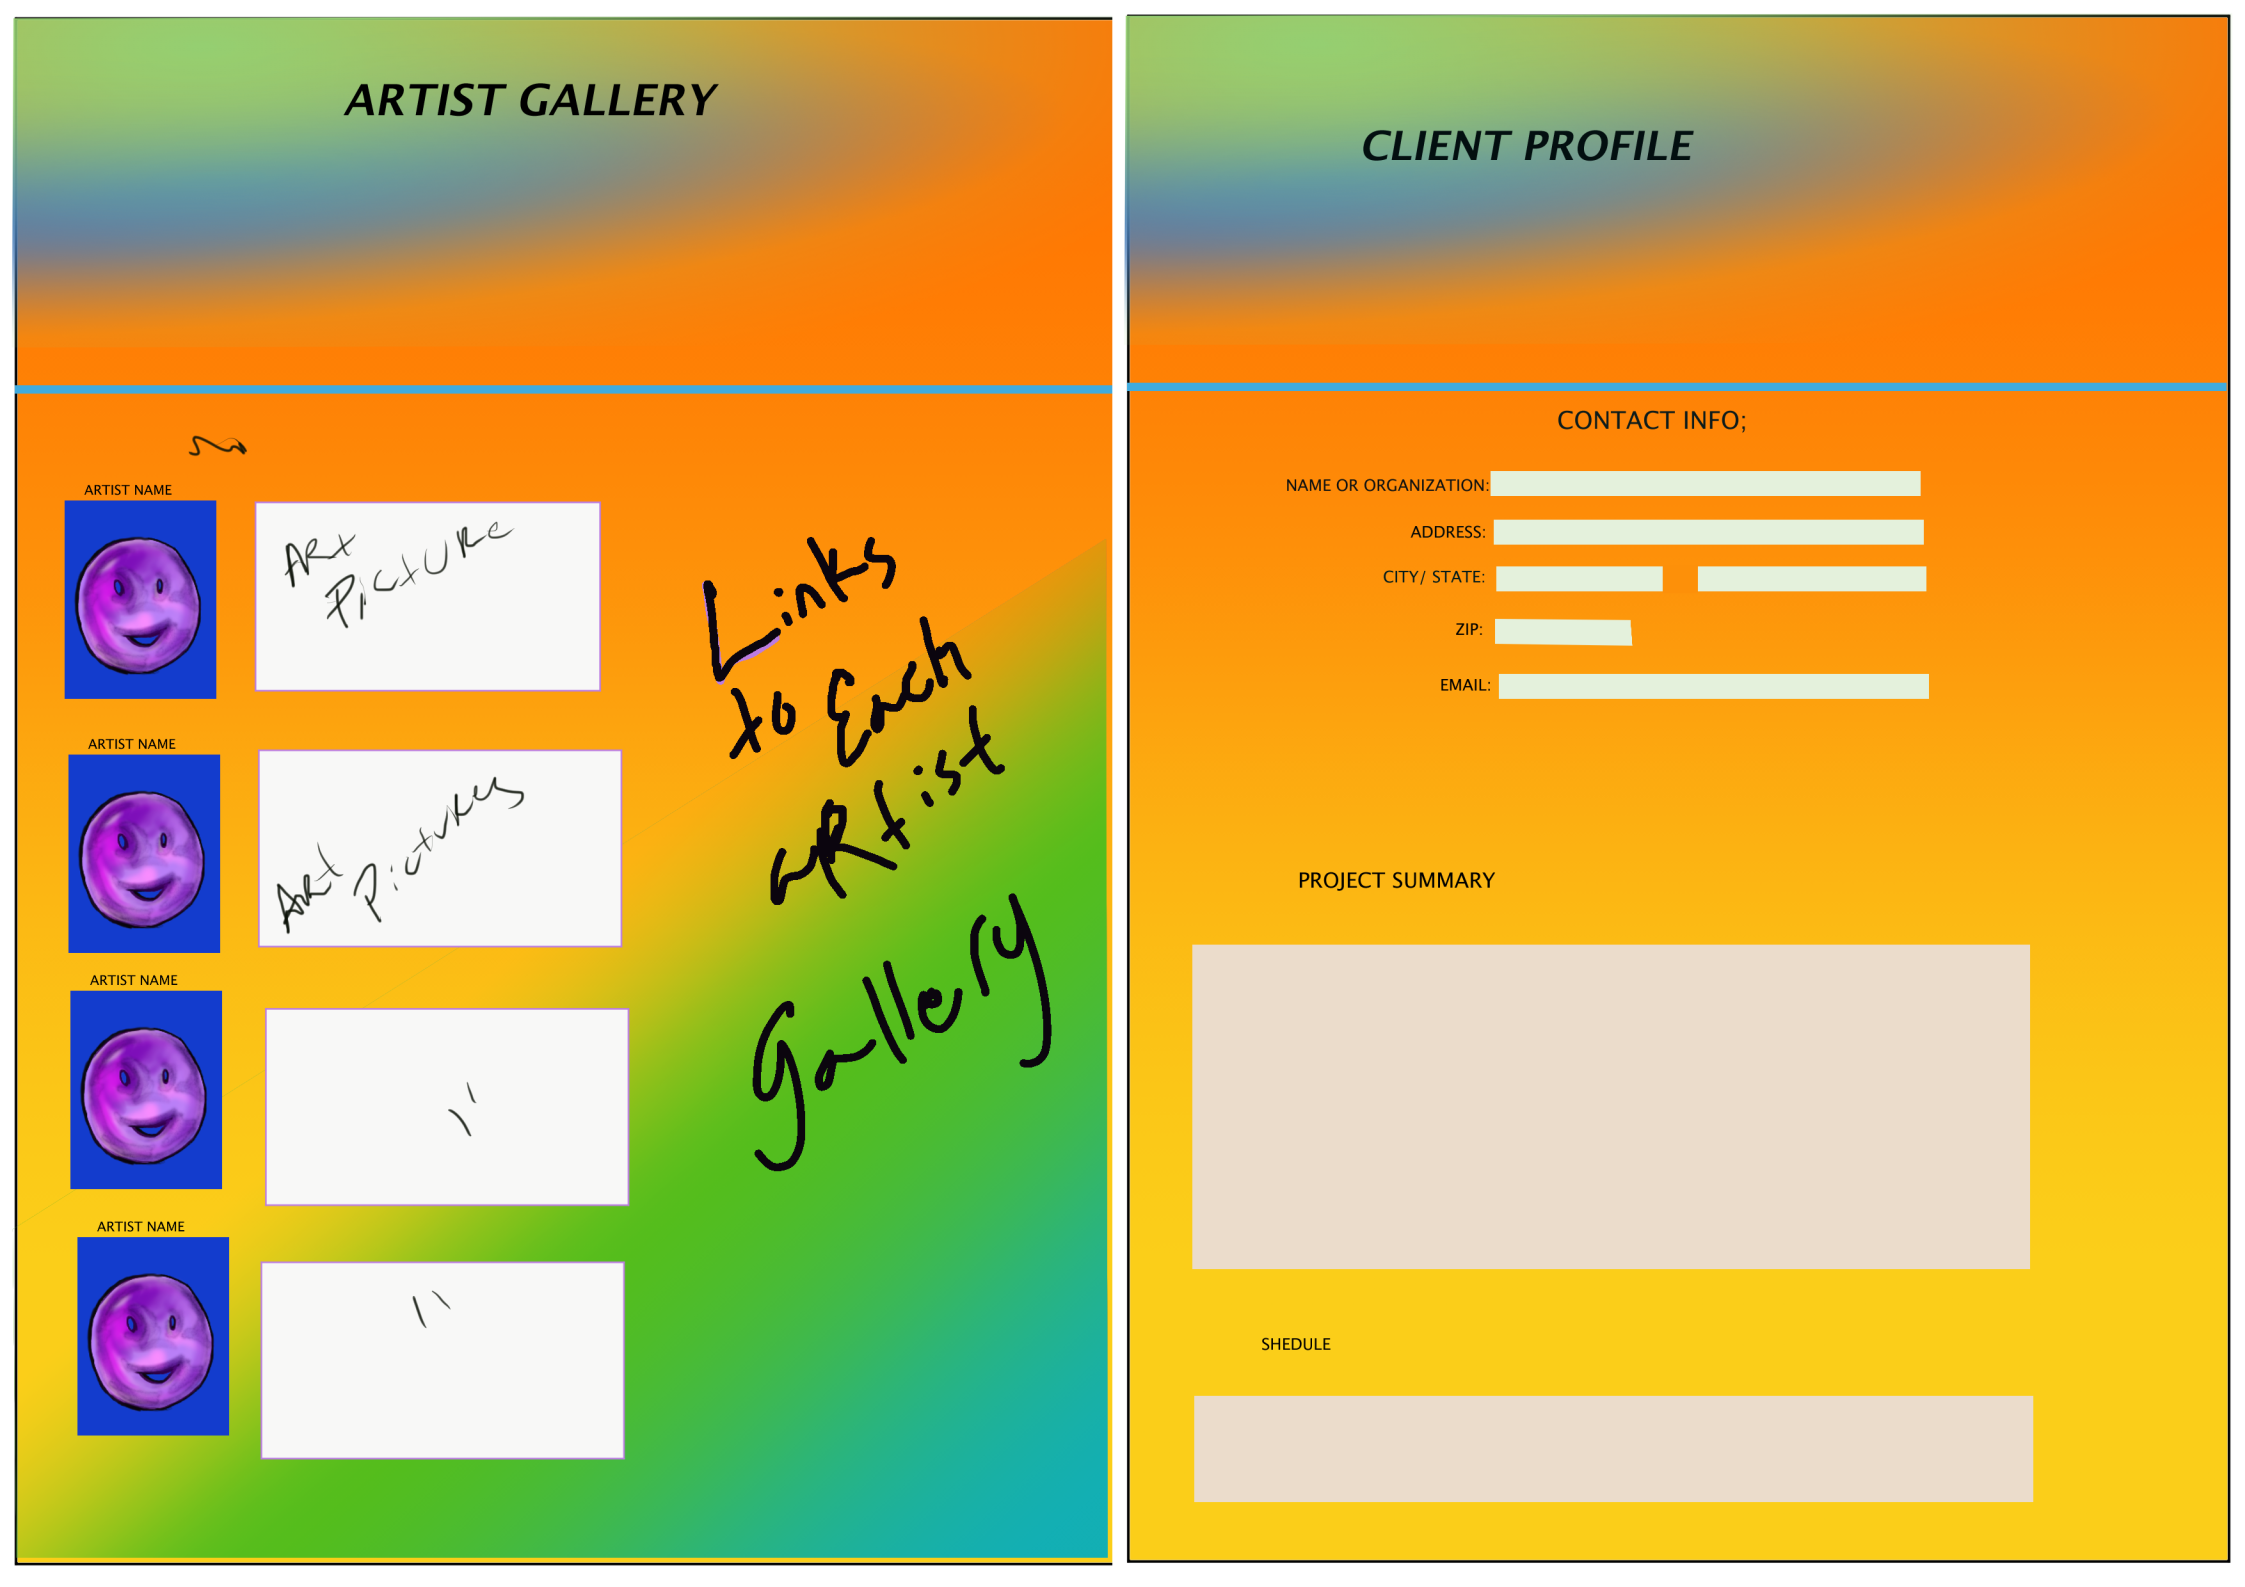 ARTIST GALLERY
ARTIST NAME
ARt
PictURe
ARTIST NAME
ARt Pictures
ARTIST NAME
"
ARTIST NAME
"
Links
to Each
ARtist
Gallery
CLIENT PROFILE
CONTACT INFO;
NAME OR ORGANIZATION:
ADDRESS:
CITY/ STATE:
ZIP:
EMAIL:
PROJECT SUMMARY
SHEDULE